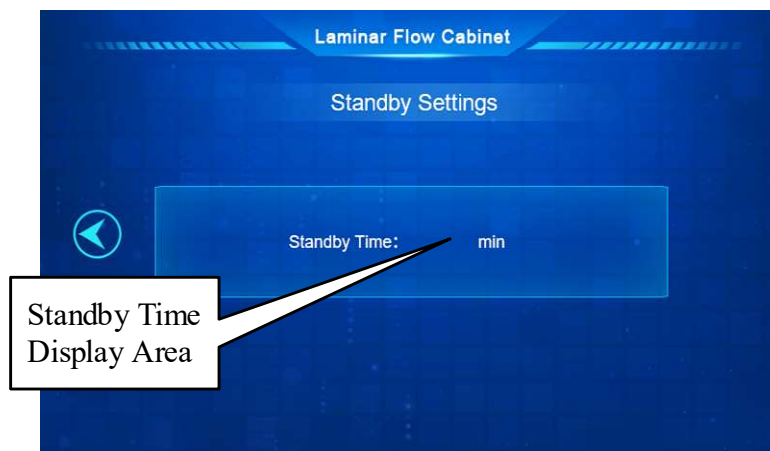 Laminar Flow Cabinet
Standby Settings
Standby Time: min
Standby Time
Display Area